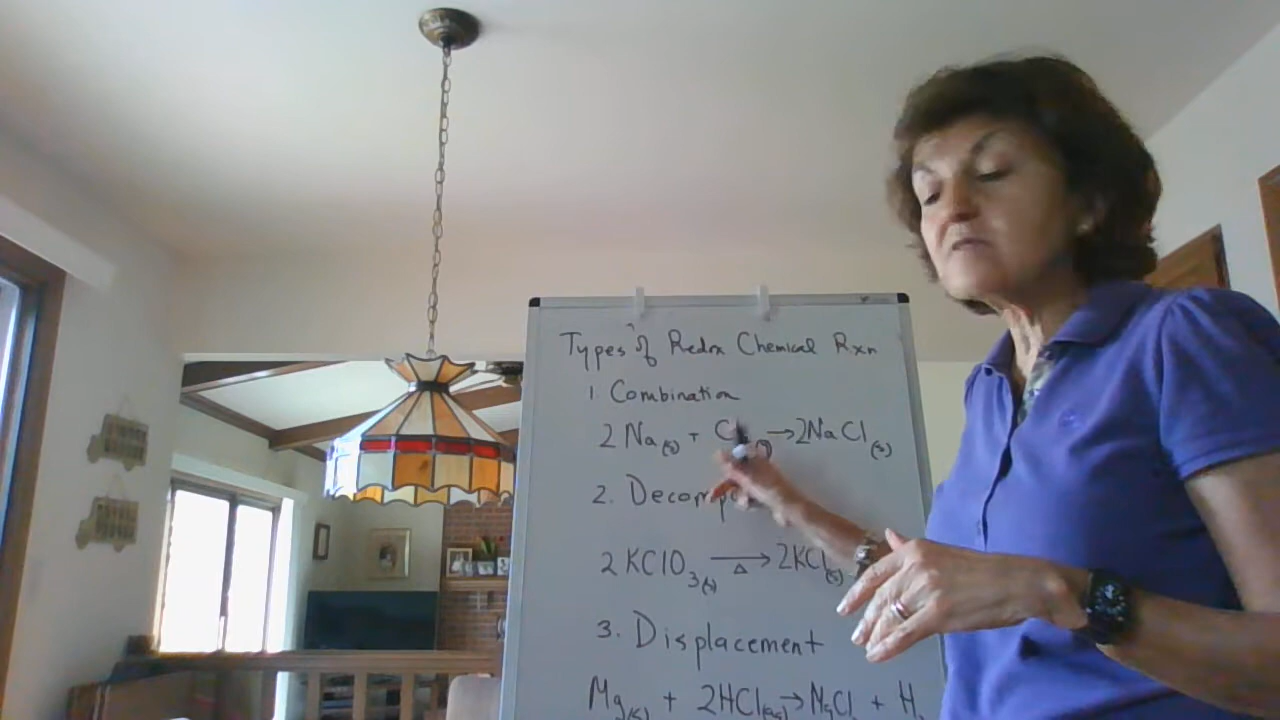 Types of Redox Chemical Rxn
1. Combination
2 Na(s) + → 2NaCl(s)
2.
2 KClO3(s) →Δ 2KCl(s)
3. Displacement
Mg(s) + 2HCl(aq) → MgCl + H